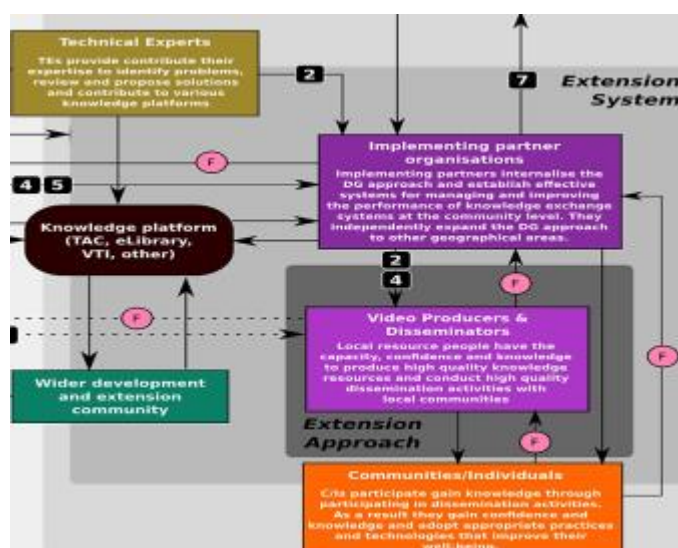 Technical Experts
TEs provide contribute their
expertise to identify problems,
review and propose solutions
and contribute to various
knowledge platforms
2
7
Extension
System
Implementing partner
organisations
Implementing partners internalise the
DG approach and establish effective
systems for managing and improving
the performance of knowledge exchange
systems at the community level. They
independently expand the DG approach
to other geographical areas.
F
4 5
Knowledge platform
(TAC, eLibrary,
VTI, other)
2
4
F
F
Video Producers &
Disseminators
Local resource people have the
capacity, confidence and knowledge
to produce high quality knowledge
resources and conduct high quality
dissemination activities with
local communities
F
Wider development
and extension
community
Extension
Approach
F
Communities/Individuals
C/Is participate gain knowledge through
participating in dissemination activities.
As a result they gain confidence and
knowledge and adopt appropriate practices
and technologies that improve their
well-being.